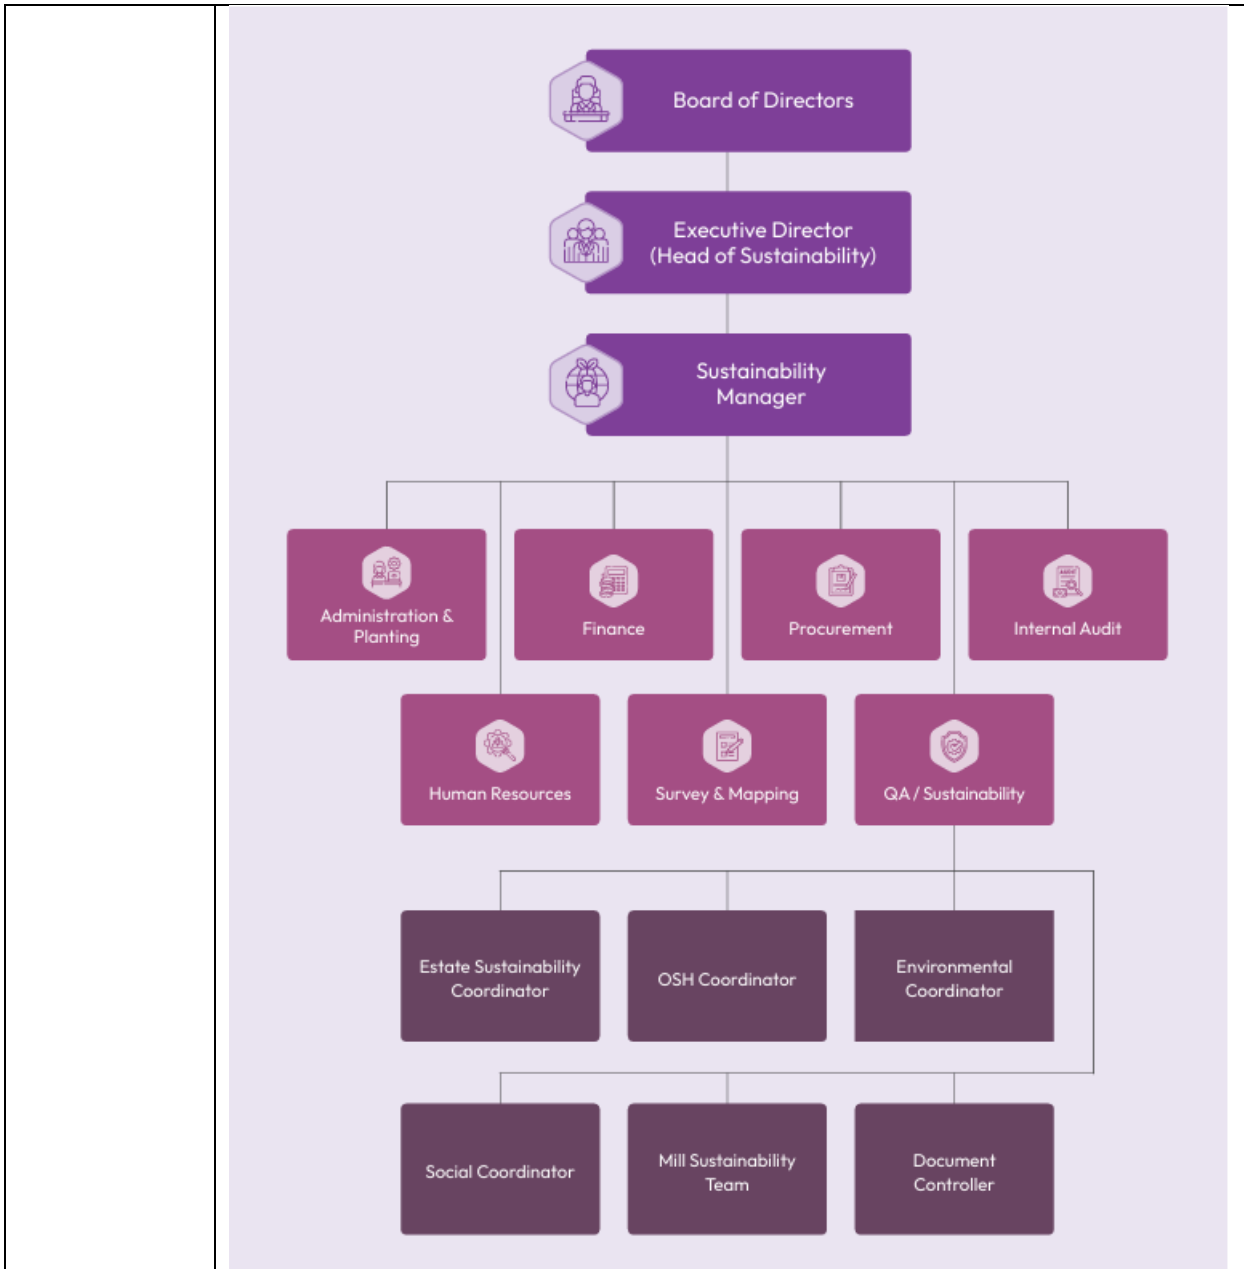 Board of Directors
Executive Director
(Head of Sustainability)
Sustainability
Manager
Administration &
Planting
Finance
Procurement
Internal Audit
Human Resources
Survey & Mapping
QA / Sustainability
Estate Sustainability
Coordinator
OSH Coordinator
Environmental
Coordinator
Social Coordinator
Mill Sustainability
Team
Document
Controller